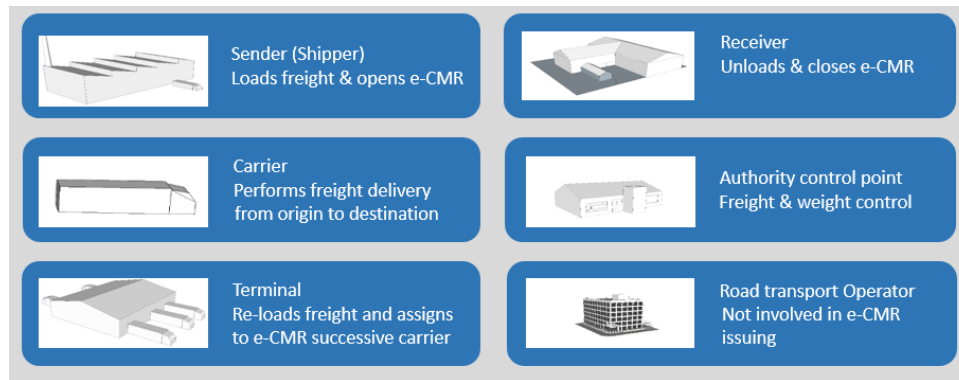 Sender (Shipper)
Loads freight & opens e-CMR
Receiver
Unloads & closes e-CMR
Carrier
Performs freight delivery
from origin to destination
Authority control point
Freight & weight control
Terminal
Re-loads freight and assigns
to e-CMR successive carrier
Road transport Operator
Not involved in e-CMR
issuing